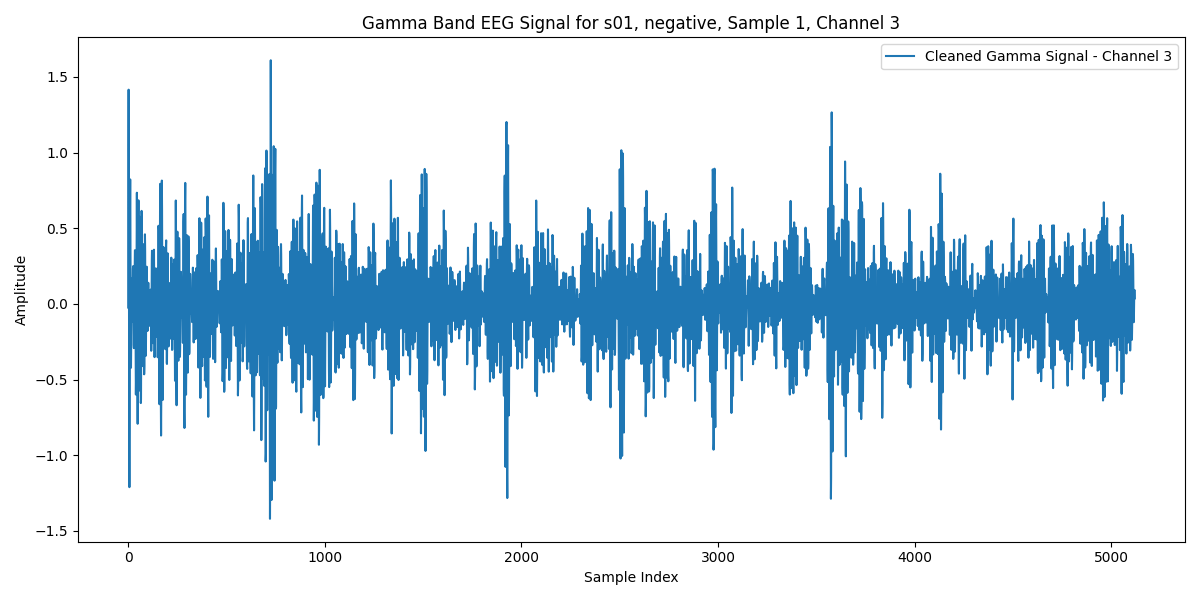 Gamma Band EEG Signal for s01, negative, Sample 1, Channel 3
Cleaned Gamma Signal - Channel 3
1.5
1.0
0.5
0.0
−0.5
−1.0
−1.5
Amplitude
0 1000 2000 3000 4000 5000
Sample Index